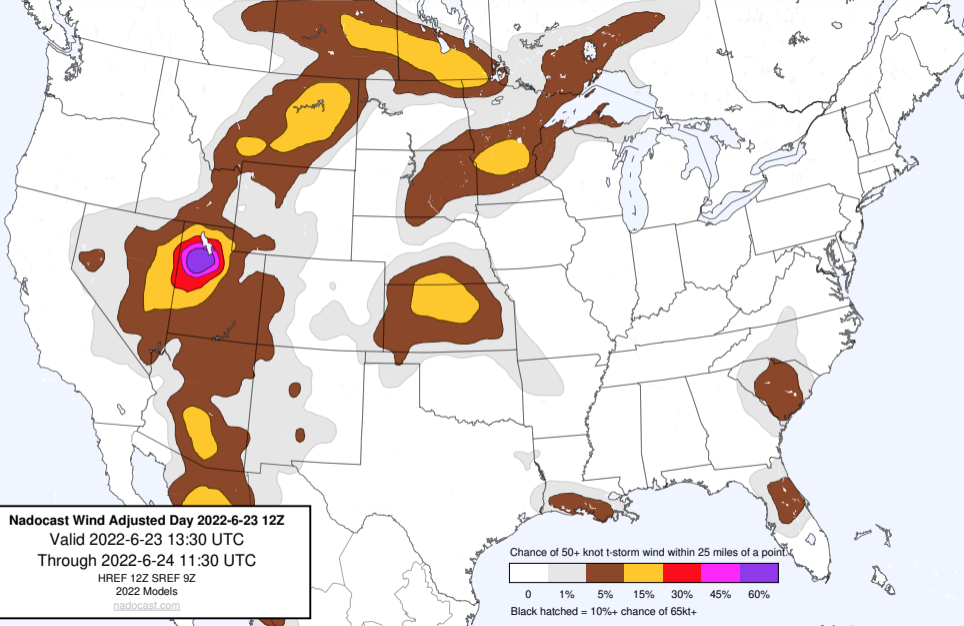 Nadocast Wind Adjusted Day 2022-6-23 12Z
Valid 2022-6-23 13:30 UTC
Through 2022-6-24 11:30 UTC
HREF 12Z SREF 9Z
2022 Models
nadocast.com
Chance of 50+ knot t-storm wind within 25 miles of a point.
0 1% 5% 15% 30% 45% 60%
Black hatched = 10%+ chance of 65kt+